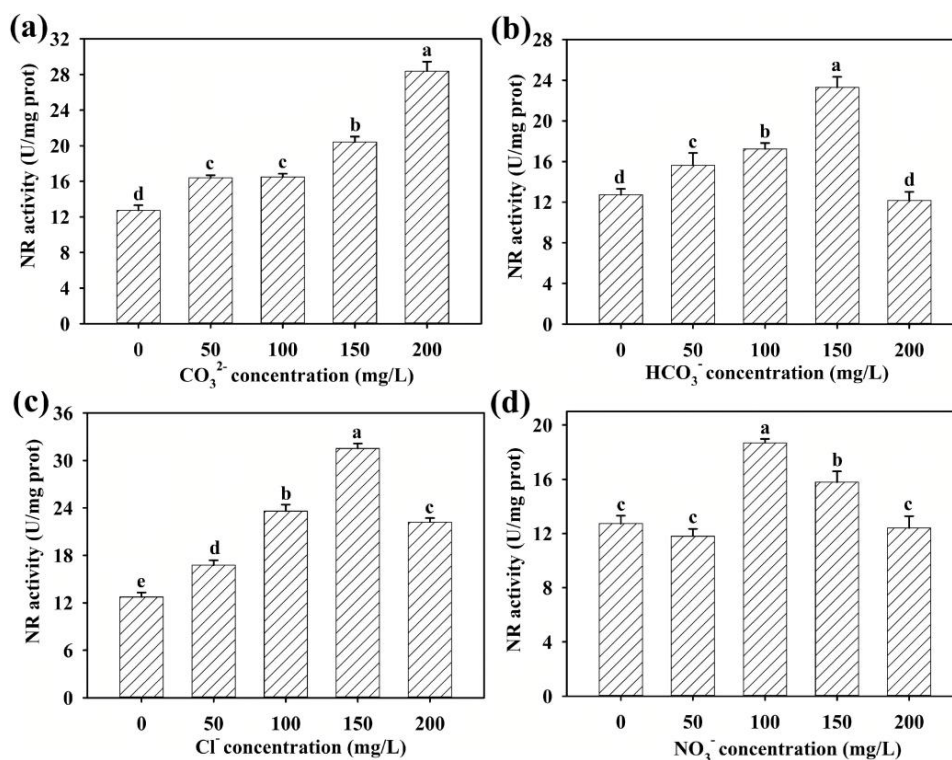 (a)
NR activity (U/mg prot)
32
28
24
20
16
12
8
4
0
d
c
c
b
a
0 50 100 150 200
CO₃²⁻ concentration (mg/L)
(b)
NR activity (U/mg prot)
28
24
20
16
12
8
4
0
d
c
b
a
d
0 50 100 150 200
HCO₃⁻ concentration (mg/L)
(c)
NR activity (U/mg prot)
36
30
24
18
12
6
0
e
d
b
a
c
0 50 100 150 200
Cl⁻ concentration (mg/L)
(d)
NR activity (U/mg prot)
20
16
12
8
4
0
c
c
a
b
c
0 50 100 150 200
NO₃⁻ concentration (mg/L)